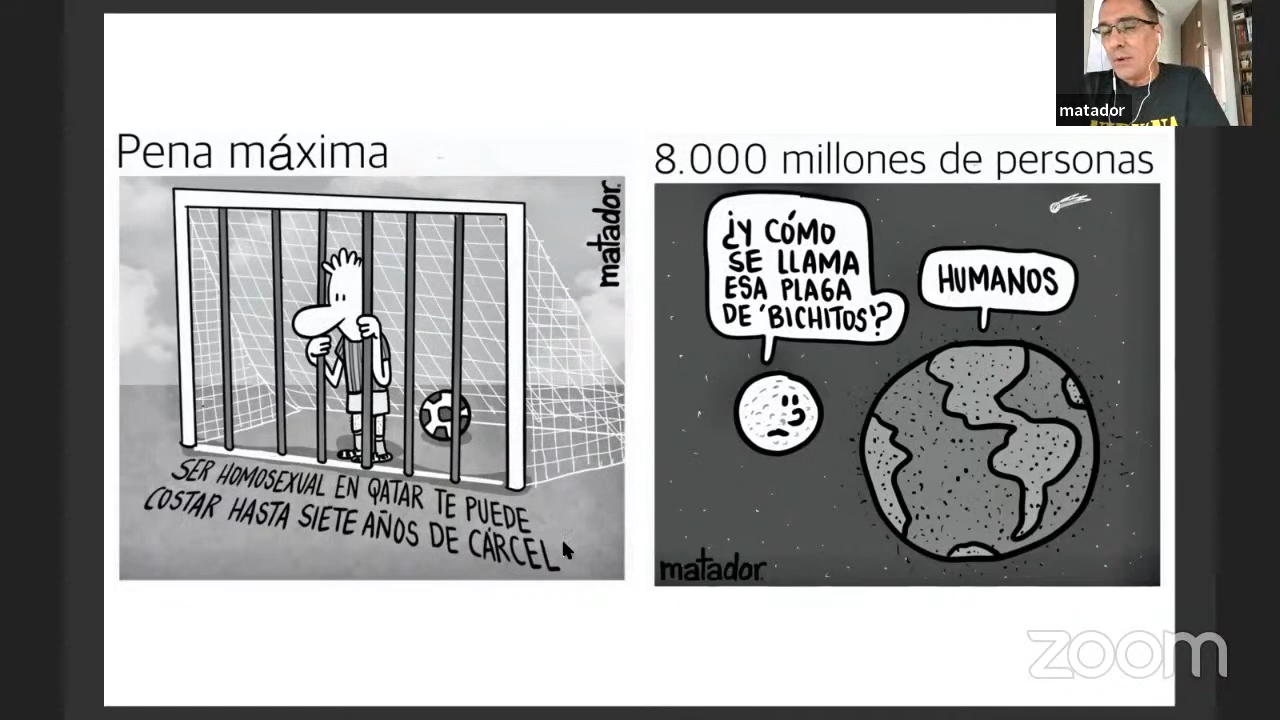 matador
Pena máxima
matador
SER HOMOSEXUAL EN QATAR TE PUEDE
COSTAR HASTA SIETE AÑOS DE CÁRCEL
8.000 millones de personas
¿Y CÓMO
SE LLAMA
ESA PLAGA
DE 'BICHITOS'?
HUMANOS
matador
zoom